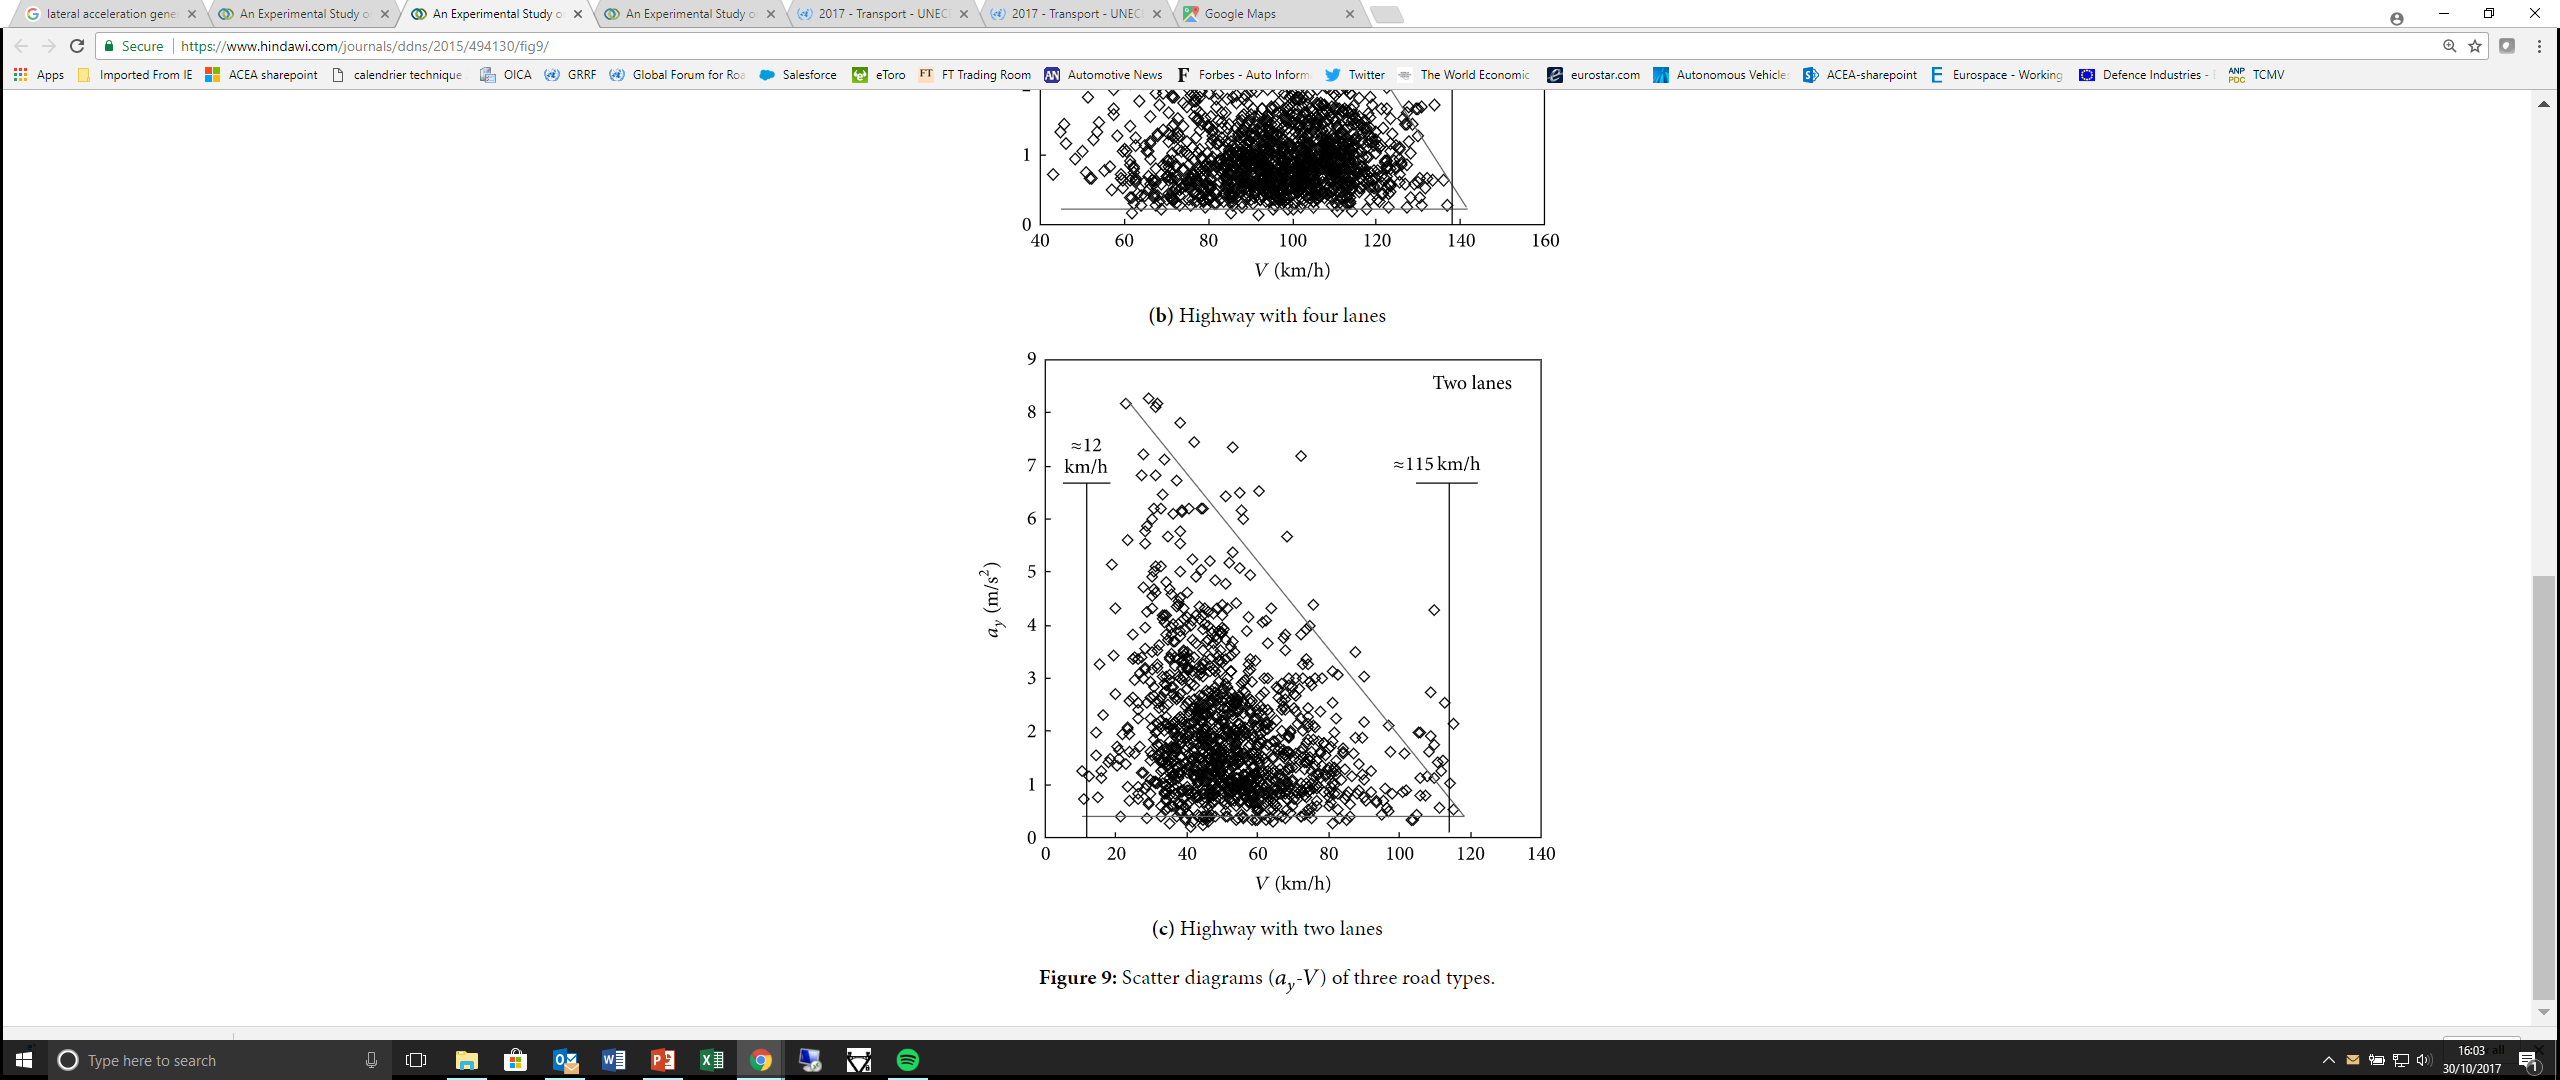 lateral acceleration gene
An Experimental Study o
An Experimental Study o
An Experimental Study o
2017 - Transport - UNEC
2017 - Transport - UNEC
Google Maps
Secure https://www.hindawi.com/journals/ddns/2015/494130/fig9/
Apps Imported From IE ACEA sharepoint calendrier technique OICA GRRF Global Forum for Roa Salesforce eToro FT Trading Room Automotive News Forbes - Auto Inform Twitter The World Economic eurostar.com Autonomous Vehicle ACEA-sharepoint Eurospace - Working Defence Industries - TCMV
1
0
40 60 80 100 120 140 160
V (km/h)
(b) Highway with four lanes
9
Two lanes
8
≈12
km/h
7
≈115 km/h
6
5
a_y (m/s²)
4
3
2
1
0
0 20 40 60 80 100 120 140
V (km/h)
(c) Highway with two lanes
Figure 9: Scatter diagrams (a_y-V) of three road types.
Type here to search
16:03
30/10/2017